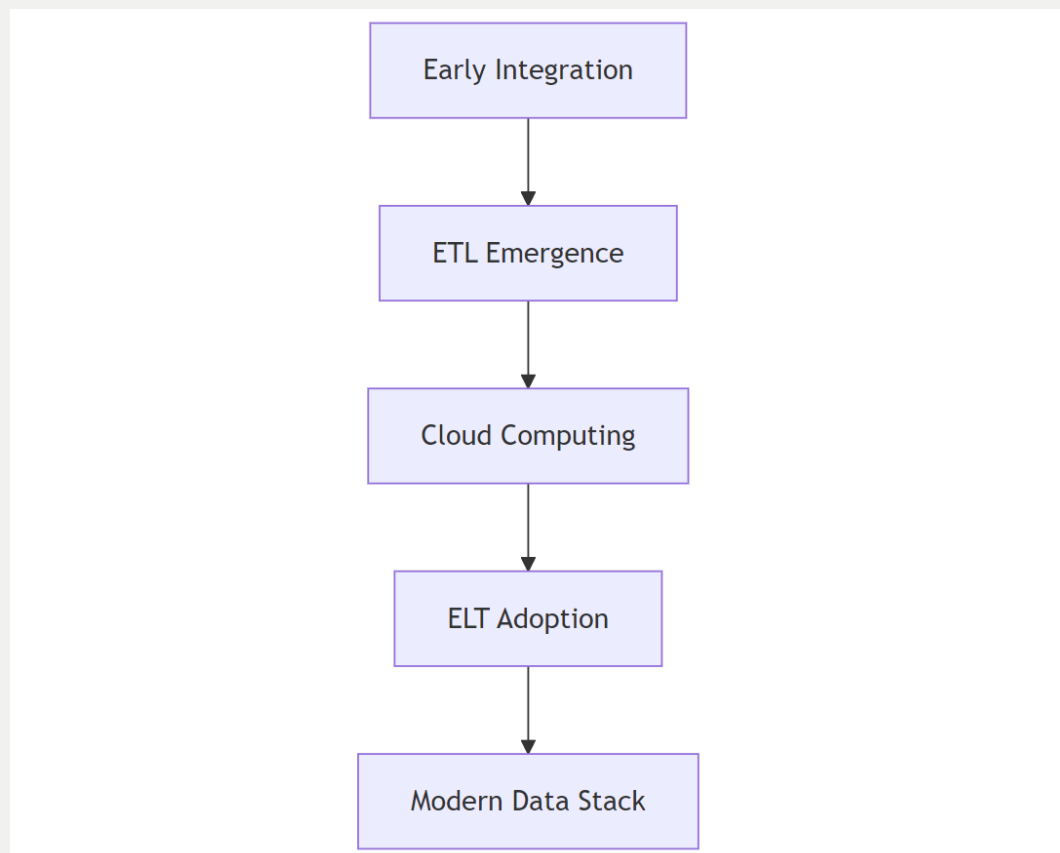 Early Integration
ETL Emergence
Cloud Computing
ELT Adoption
Modern Data Stack